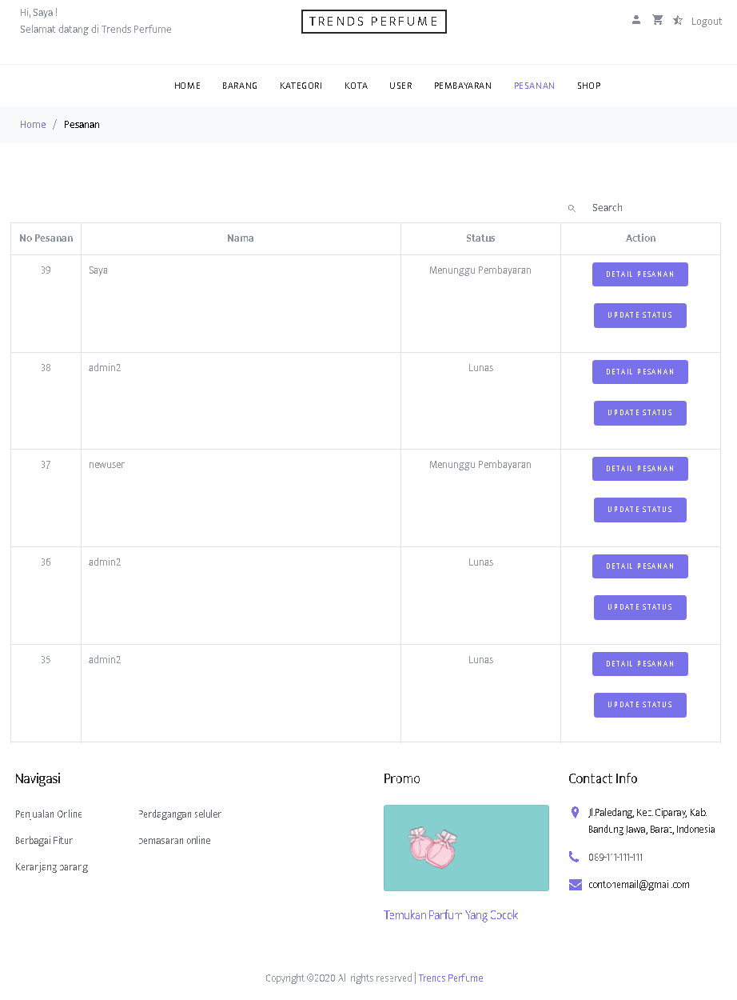 Hi, Saya !
Selamat datang di Trends Perfume
TRENDS PERFUME
Logout
HOME BARANG KATEGORI KOTA USER PEMBAYARAN PESANAN SHOP
Home / Pesanan
Search
No Pesanan Nama Status Action
39 Saya Menunggu Pembayaran DETAIL PESANAN
UPDATE STATUS
38 admin2 Lunas DETAIL PESANAN
UPDATE STATUS
37 newuser Menunggu Pembayaran DETAIL PESANAN
UPDATE STATUS
36 admin2 Lunas DETAIL PESANAN
UPDATE STATUS
35 admin2 Lunas DETAIL PESANAN
UPDATE STATUS
Navigasi
Penjualan Online Perdagangan seluler
Berbagai Fitur pemasaran online
Keranjang barang
Promo
Temukan Parfum Yang Cocok
Contact Info
Jl.Paledang, Kec. Ciparay, Kab.
Bandung Jawa, Barat, Indonesia
089-111-111-111
contohemail@gmail.com
Copyright ©2020 All rights reserved | Trends Perfume